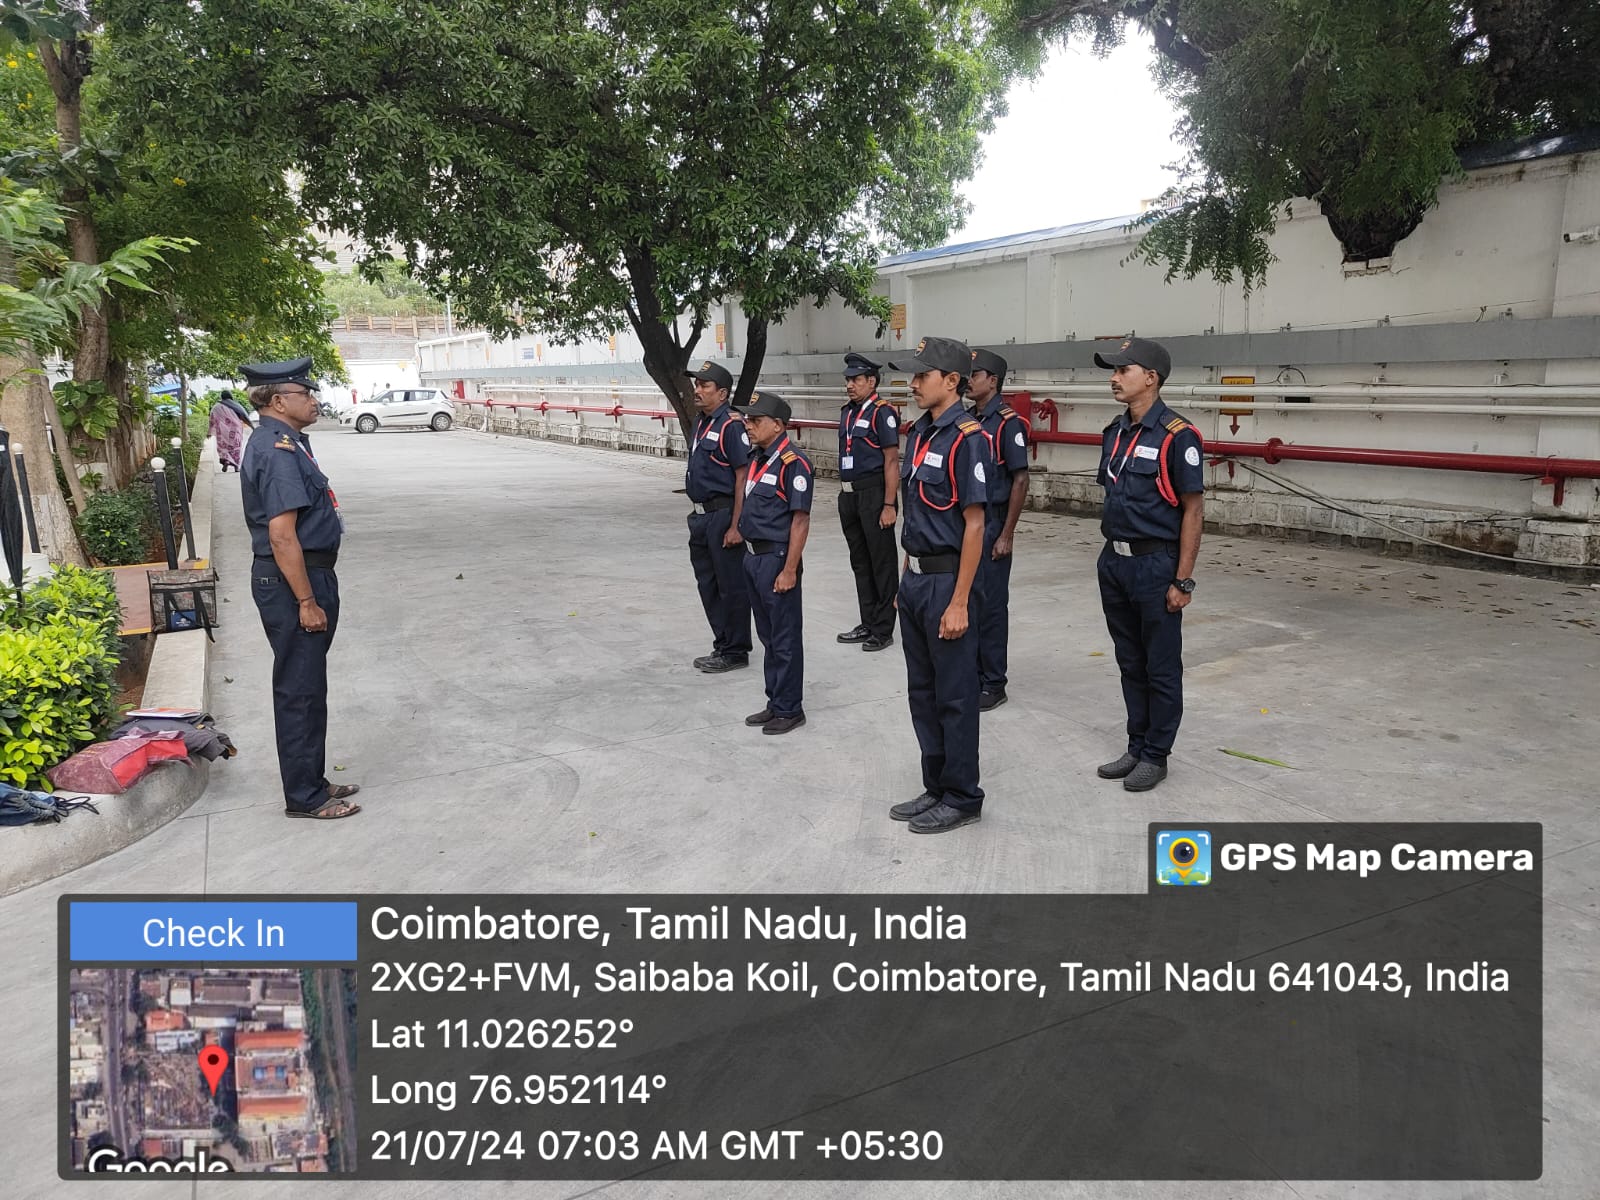 GPS Map Camera
Check In
Coimbatore, Tamil Nadu, India
2XG2+FVM, Saibaba Koil, Coimbatore, Tamil Nadu 641043, India
Lat 11.026252°
Long 76.952114°
21/07/24 07:03 AM GMT +05:30
Google